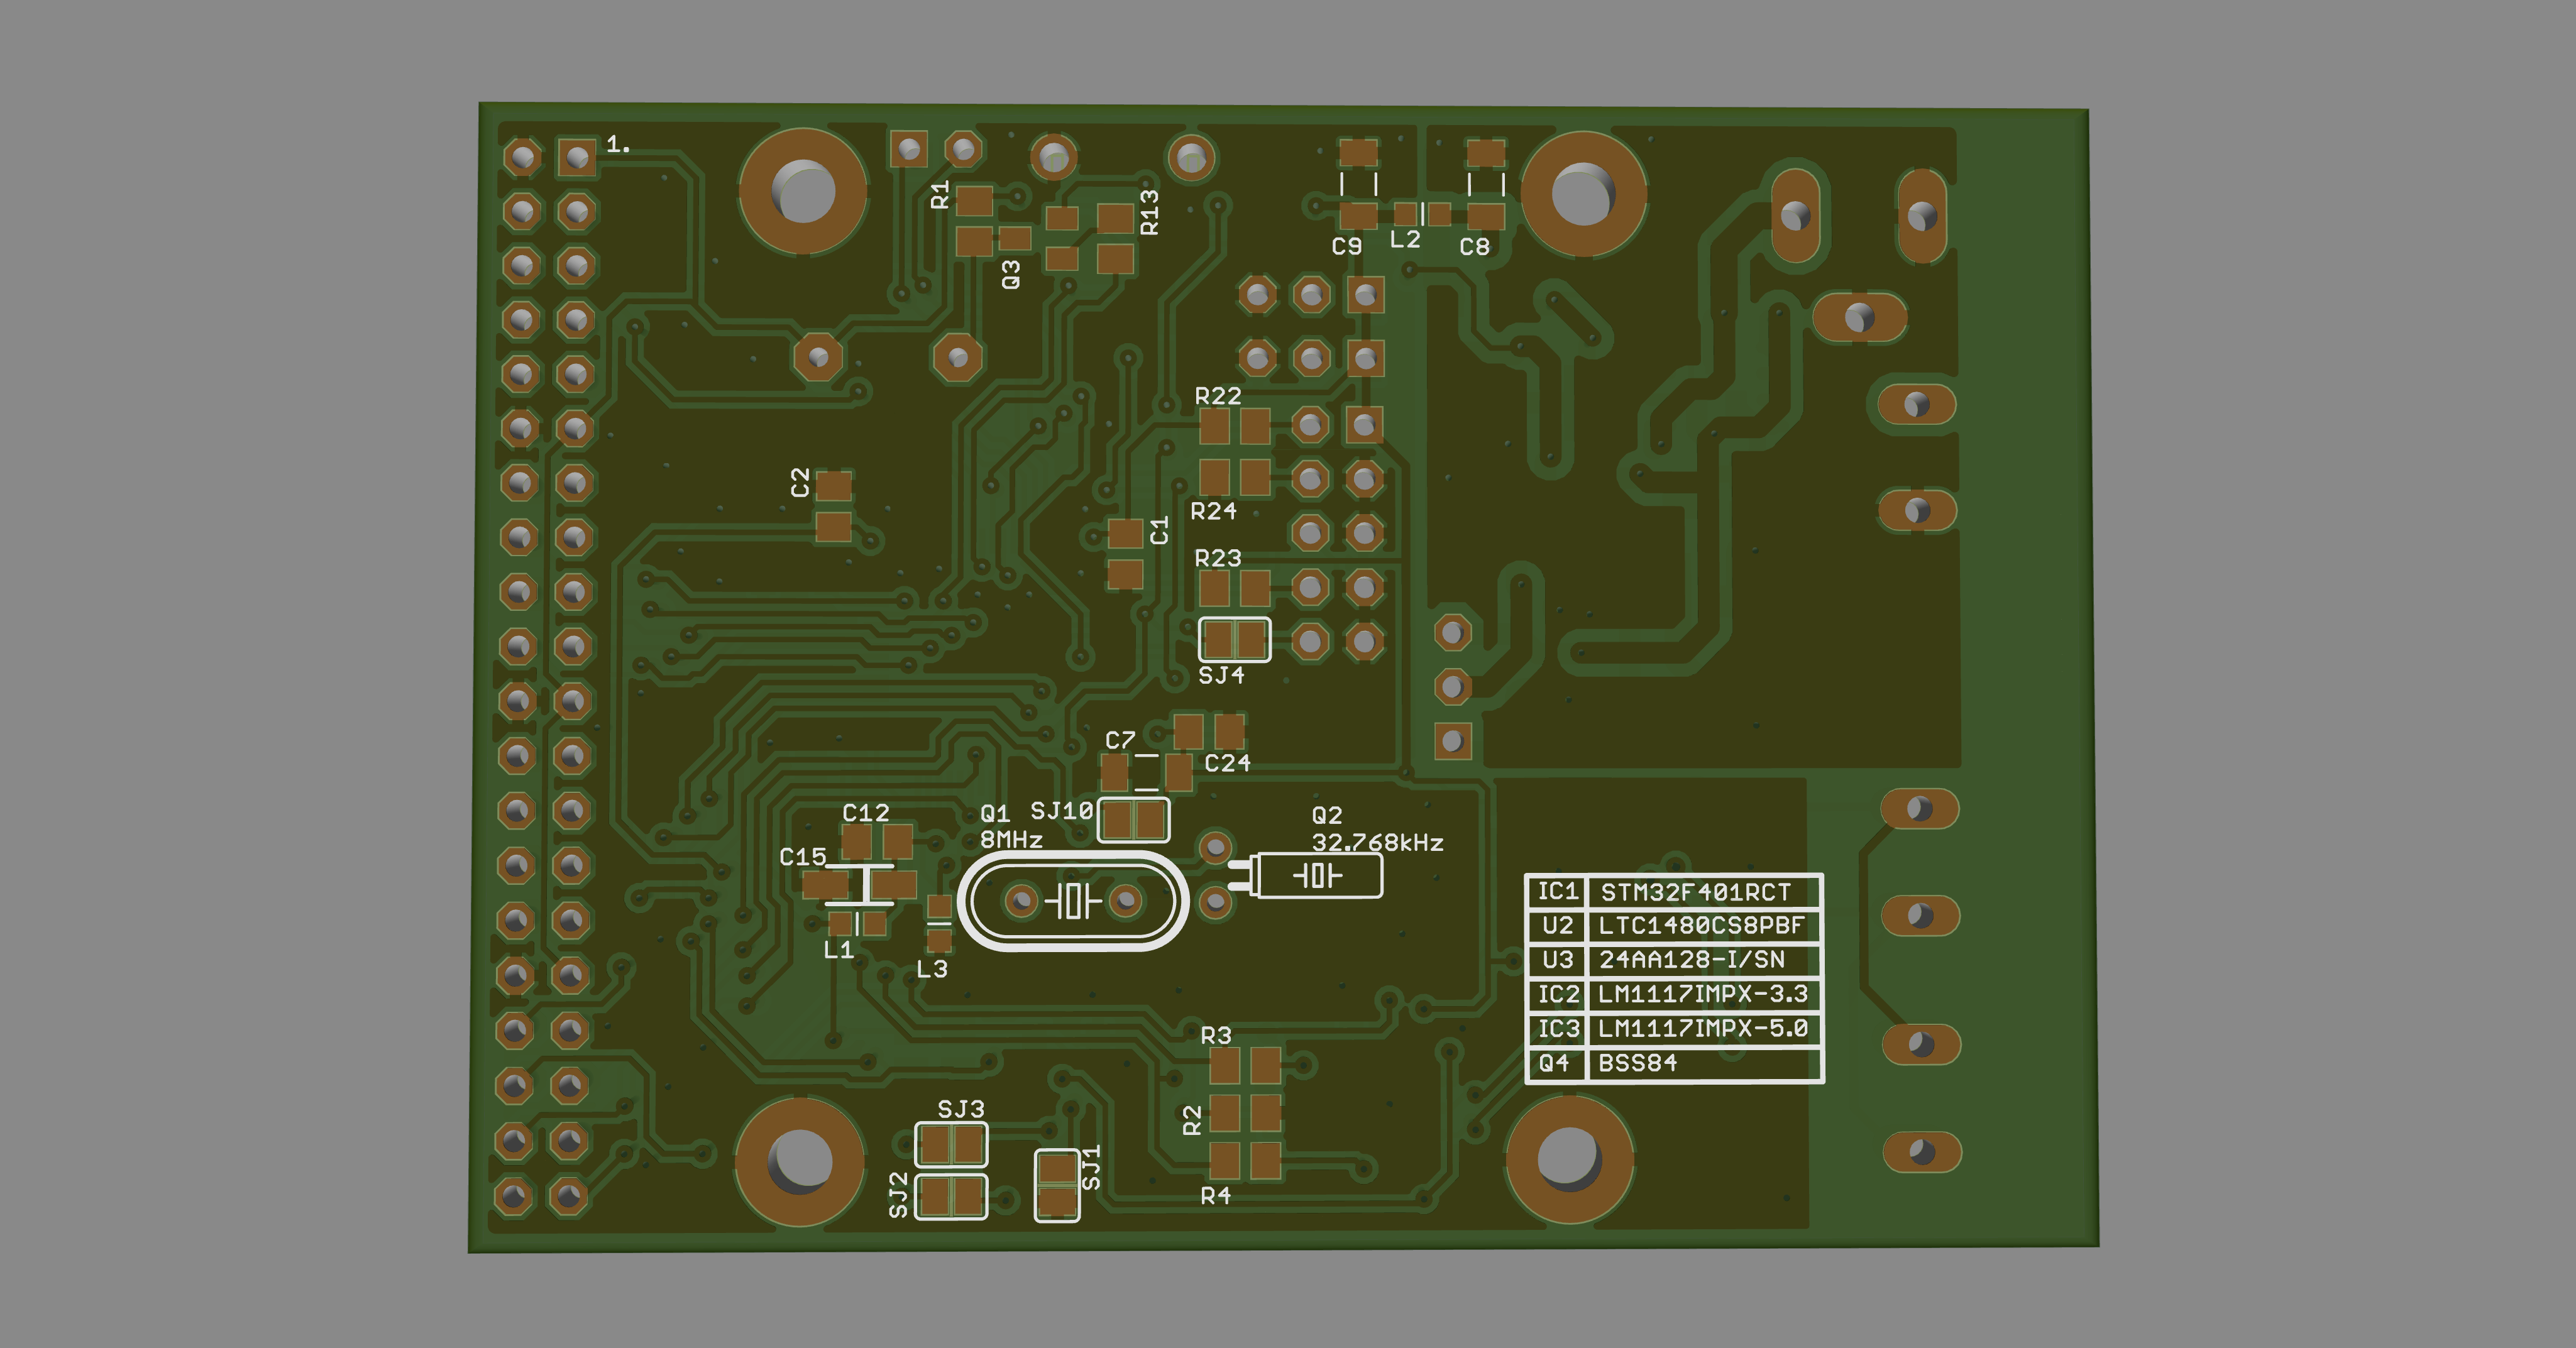 1.
R1
R13
Q3
C9
L2
C8
R22
C2
R24
C1
R23
SJ4
C7
C24
C12
Q1
8MHz
SJ10
Q2
32.768kHz
C15
L1
L3
IC1 STM32F401RCT
U2 LTC1480CS8PBF
U3 24AA128-I/SN
IC2 LM1117IMPX-3.3
IC3 LM1117IMPX-5.0
Q4 BSS84
R3
SJ3
R2
SJ1
SJ2
R4